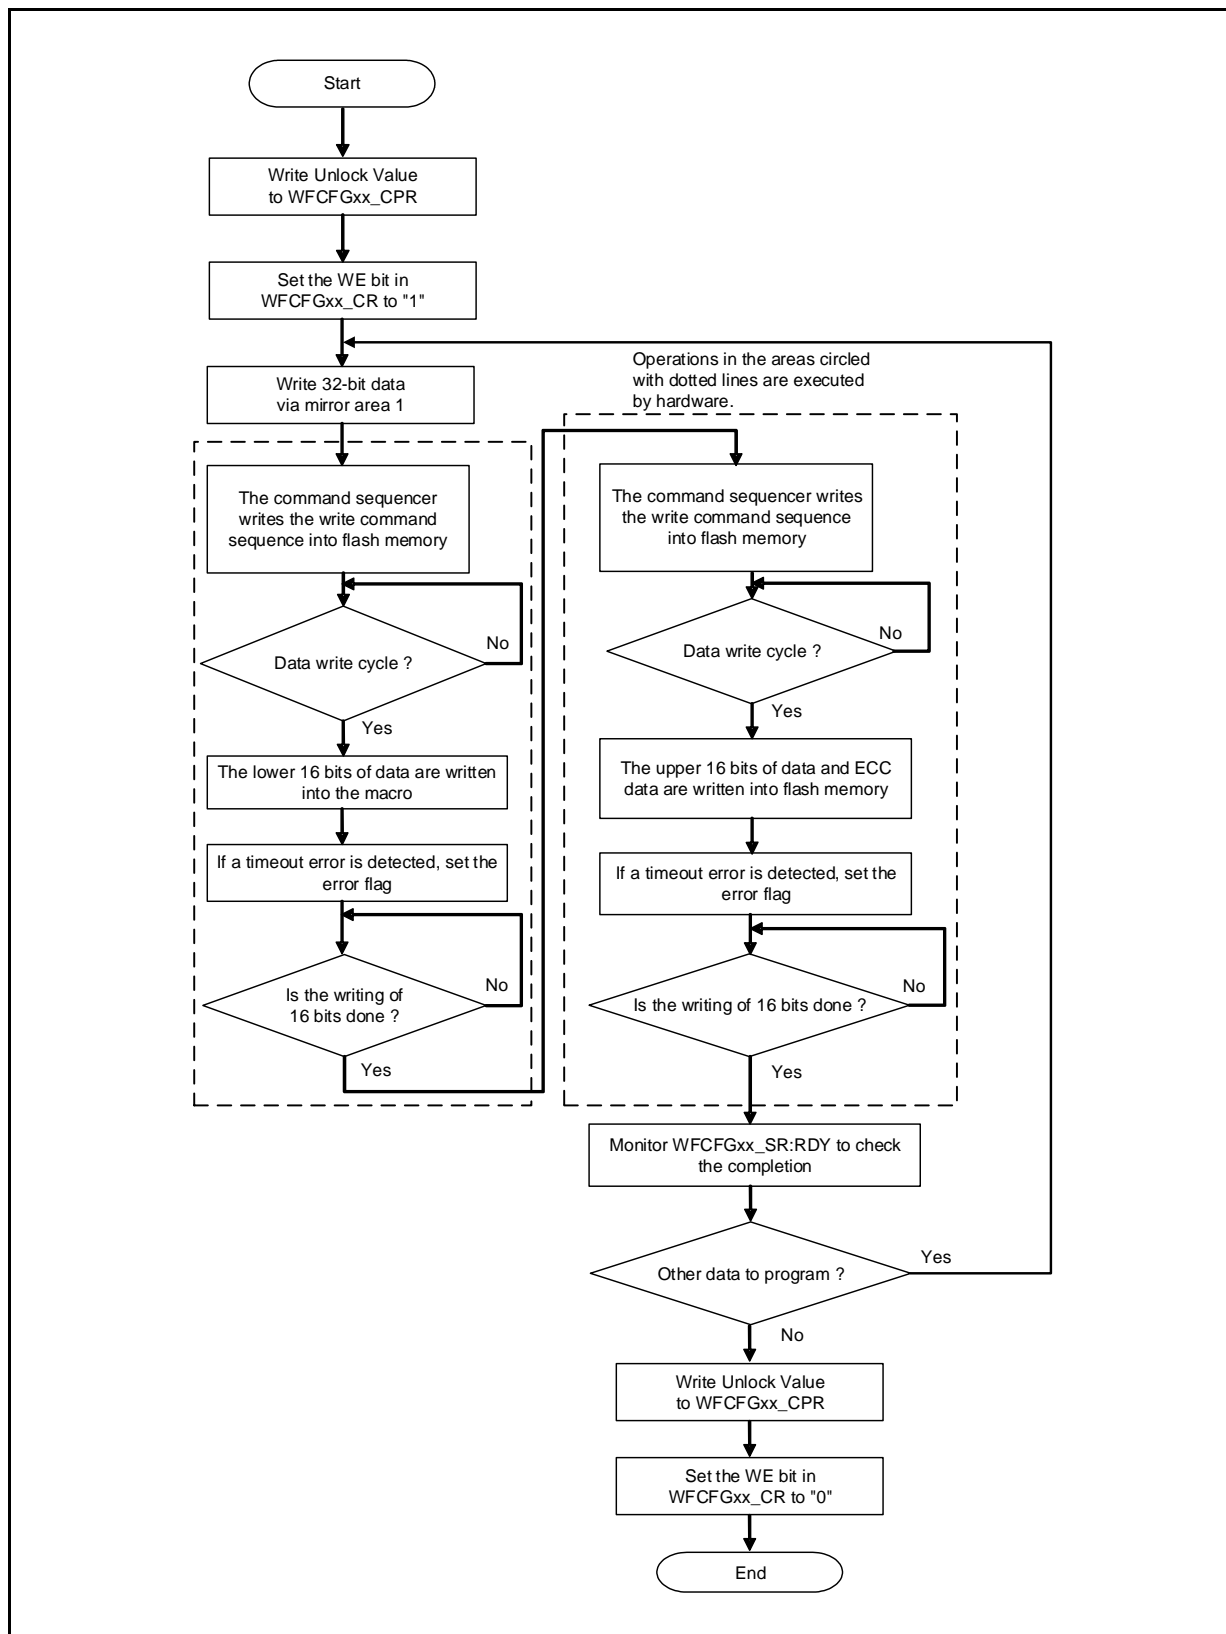 Start
Write Unlock Value
to WFCFGxx_CPR
Set the WE bit in
WFCFGxx_CR to "1"
Write 32-bit data
via mirror area 1
The command sequencer
writes the write command
sequence into flash memory
Data write cycle ?
No
Yes
The lower 16 bits of data are written
into the macro
If a timeout error is detected, set the
error flag
Is the writing of
16 bits done ?
No
Yes
Operations in the areas circled
with dotted lines are executed
by hardware.
The command sequencer writes
the write command sequence
into flash memory
Data write cycle ?
No
Yes
The upper 16 bits of data and ECC
data are written into flash memory
If a timeout error is detected, set the
error flag
Is the writing of 16 bits done ?
No
Yes
Monitor WFCFGxx_SR:RDY to check
the completion
Other data to program ?
Yes
No
Write Unlock Value
to WFCFGxx_CPR
Set the WE bit in
WFCFGxx_CR to "0"
End